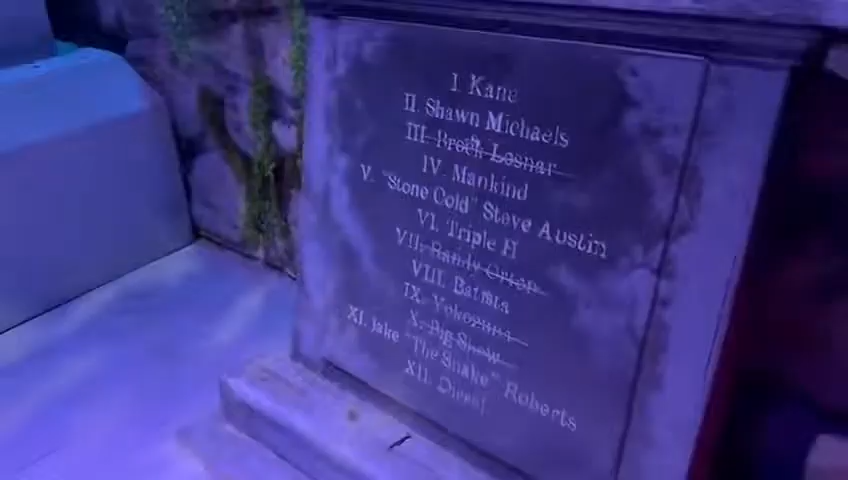 I. Kane
II. Shawn Michaels
III. Brock Lesnar
IV. Mankind
V. "Stone Cold" Steve Austin
VI. Triple H
VII. Randy Orton
VIII. Batista
IX. Yokozuna
X. Big Show
XI. Jake "The Snake" Roberts
XII. Diesel